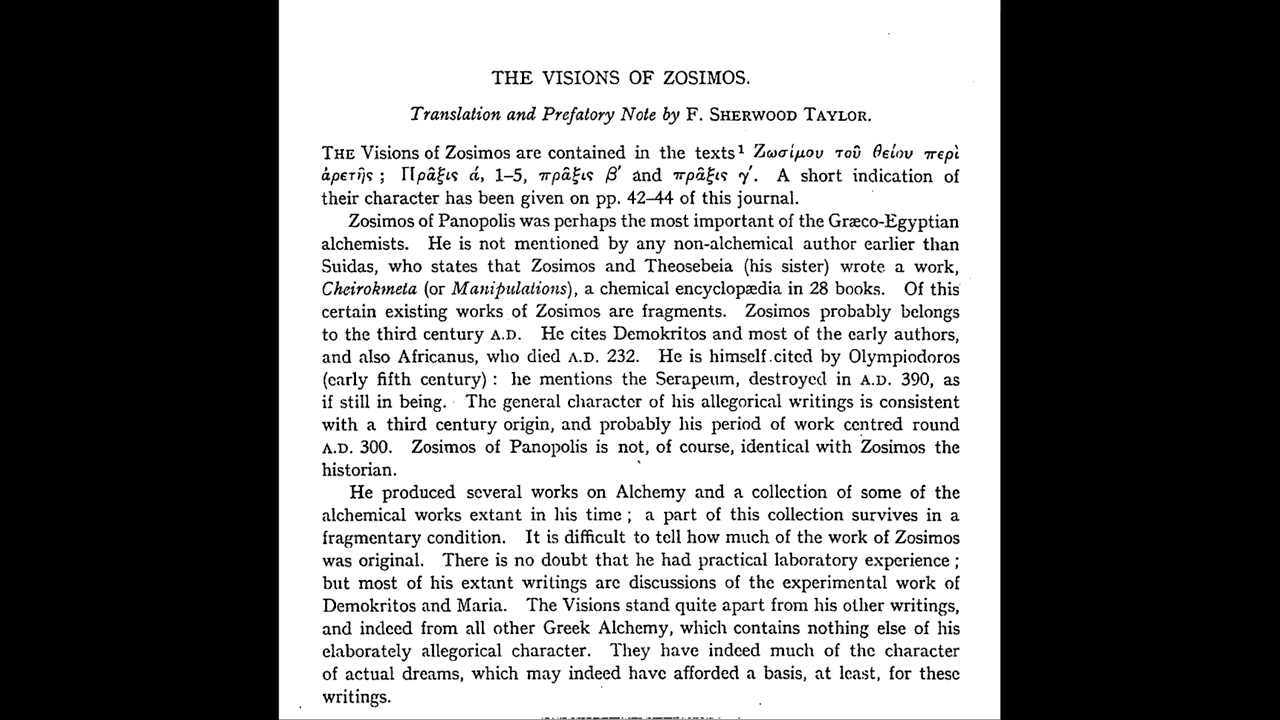 THE VISIONS OF ZOSIMOS.
Translation and Prefatory Note by F. SHERWOOD TAYLOR.
THE Visions of Zosimos are contained in the texts¹ Ζωσίμου τοῦ θείου περὶ
ἀρετῆς ; Πρᾶξις ά, 1–5, πρᾶξις β′ and πρᾶξις γ′. A short indication of
their character has been given on pp. 42–44 of this journal.
Zosimos of Panopolis was perhaps the most important of the Græco-Egyptian
alchemists. He is not mentioned by any non-alchemical author earlier than
Suidas, who states that Zosimos and Theosebeia (his sister) wrote a work,
Cheirokmeta (or Manipulations), a chemical encyclopædia in 28 books. Of this
certain existing works of Zosimos are fragments. Zosimos probably belongs
to the third century A.D. He cites Demokritos and most of the early authors,
and also Africanus, who died A.D. 232. He is himself cited by Olympiodoros
(early fifth century) : he mentions the Serapeum, destroyed in A.D. 390, as
if still in being. The general character of his allegorical writings is consistent
with a third century origin, and probably his period of work centred round
A.D. 300. Zosimos of Panopolis is not, of course, identical with Zosimos the
historian.
He produced several works on Alchemy and a collection of some of the
alchemical works extant in his time ; a part of this collection survives in a
fragmentary condition. It is difficult to tell how much of the work of Zosimos
was original. There is no doubt that he had practical laboratory experience ;
but most of his extant writings are discussions of the experimental work of
Demokritos and Maria. The Visions stand quite apart from his other writings,
and indeed from all other Greek Alchemy, which contains nothing else of his
elaborately allegorical character. They have indeed much of the character
of actual dreams, which may indeed have afforded a basis, at least, for these
writings.